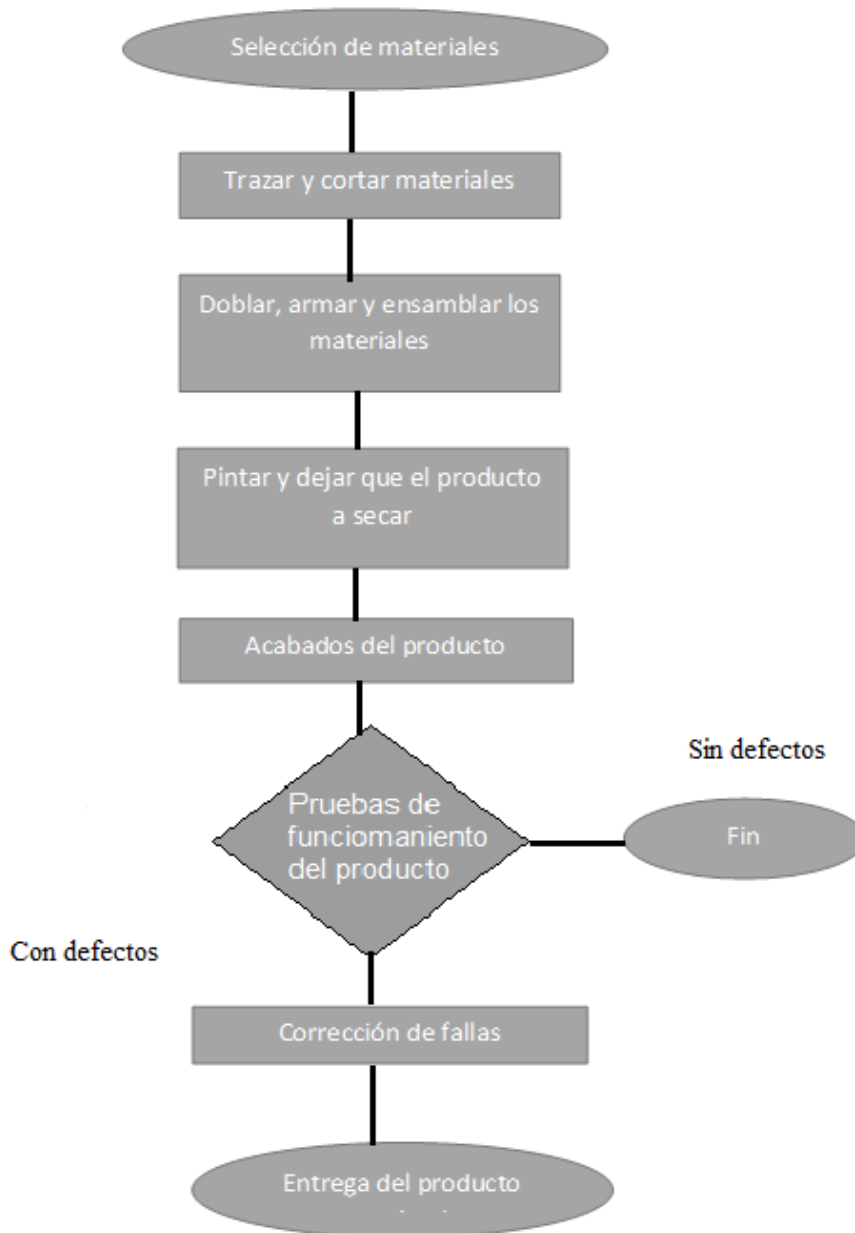 Selección de materiales
Trazar y cortar materiales
Doblar, armar y ensamblar los
materiales
Pintar y dejar que el producto
a secar
Acabados del producto
Sin defectos
Pruebas de
funciomaniento
del producto
Fin
Con defectos
Corrección de fallas
Entrega del producto